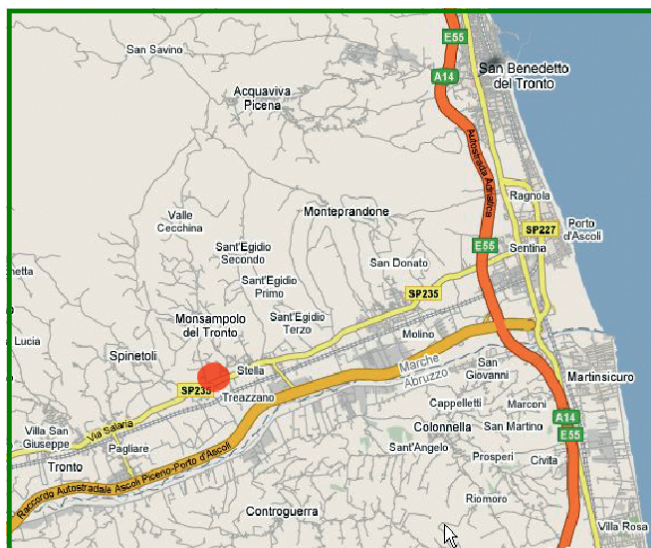 E55
San Savino
San Benedetto
del Tronto
A14
Acquaviva
Picena
Autostrada Adriatica
Ragnola
Valle
Cecchina
Monteprandone
Porto
d'Ascoli
SP227
Sentina
E55
Sant'Egidio
Secondo
San Donato
Sant'Egidio
Primo
SP235
Monsampolo
del Tronto
Sant'Egidio
Terzo
Molino
Lucia
Spinetoli
Marche
Abruzzo
San
Giovanni
Stella
Martinsicuro
SP235
Treazzano
Cappelletti
Marconi
A14
Via Salaria
Villa San
Giuseppe
Colonnella
San Martino
E55
Pagliare
Sant'Angelo
Prosperi
Civita
Tronto
Raccordo Autostradale Ascoli Piceno-Porto d'Ascoli
Riomoro
Controguerra
Villa Rosa